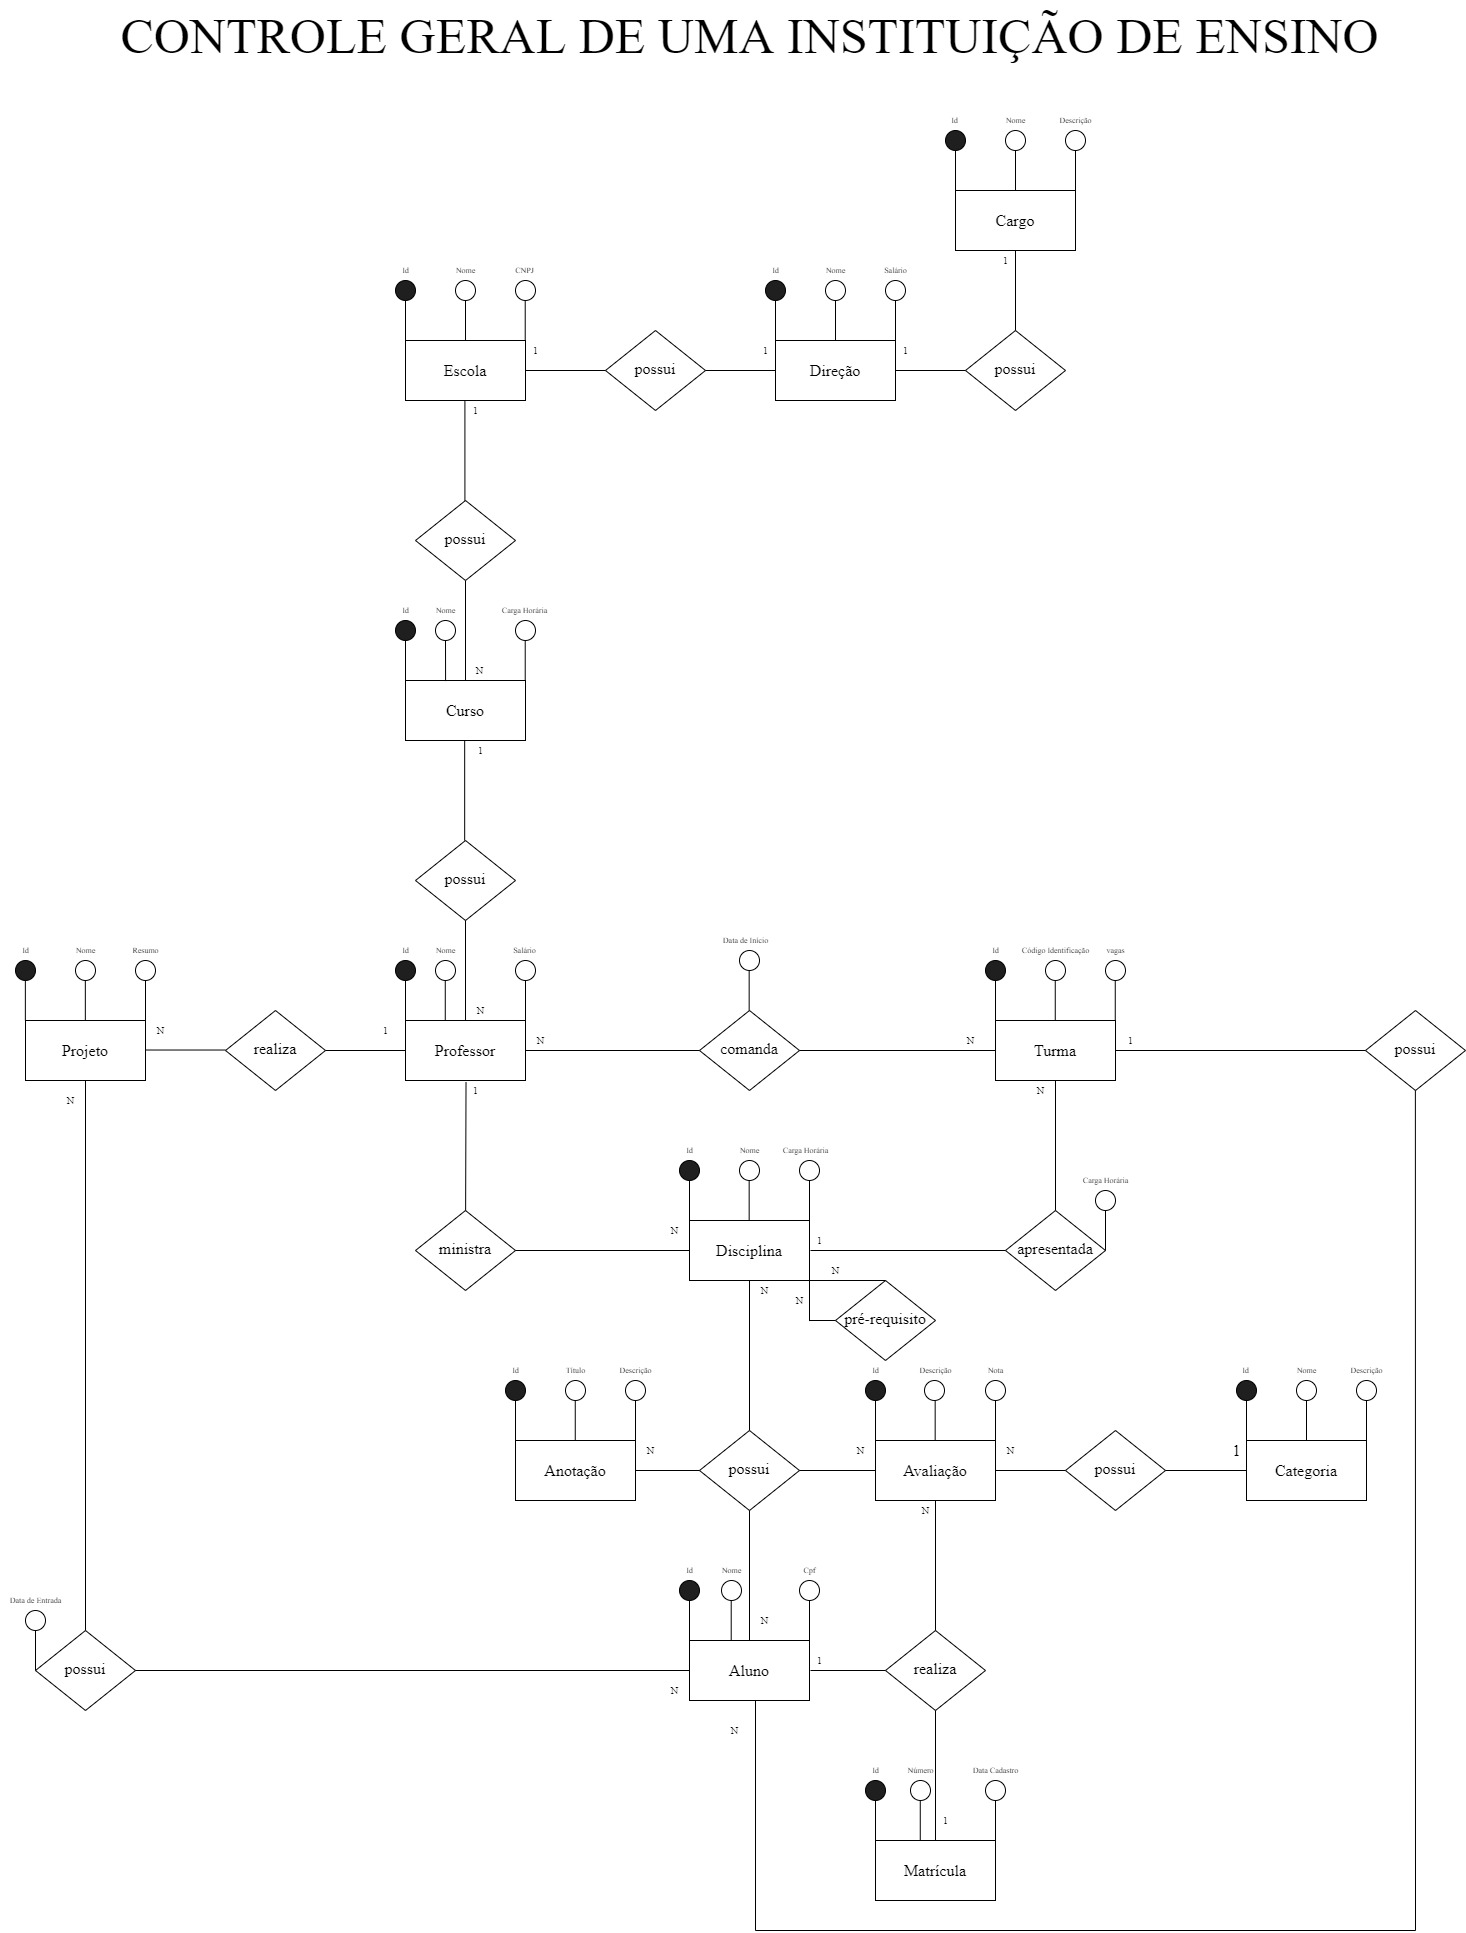 CONTROLE GERAL DE UMA INSTITUIÇÃO DE ENSINO
Id Nome Descrição
Cargo
1
Id Nome CNPJ Id Nome Salário
1 1 1
Escola possui Direção possui
1
possui
Id Nome Carga Horária
N
Curso
1
possui
Data de Início
Id Nome Resumo Id Nome Salário Id Código Identificação vagas
N
N 1 N N 1
Projeto realiza Professor comanda Turma possui
N 1 N
Id Nome Carga Horária
Carga Horária
N
1
ministra Disciplina apresentada
N
N N
pré-requisito
Id Título Descrição Id Descrição Nota Id Nome Descrição
N N N 1
Anotação possui Avaliação possui Categoria
N
Id Nome Cpf
Data de Entrada
N
1
possui Aluno realiza
N
N
Id Número Data Cadastro
1
Matrícula